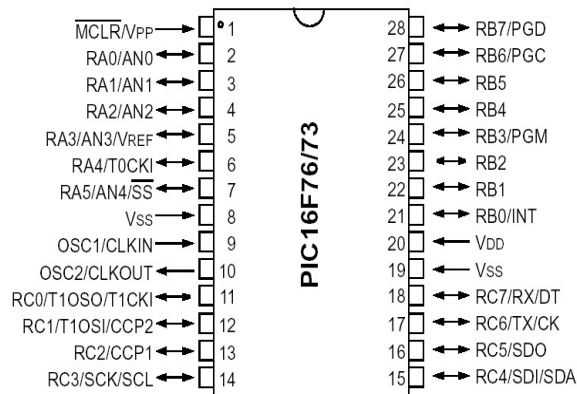 MCLR/VPP 1 28 RB7/PGD
RA0/AN0 2 27 RB6/PGC
RA1/AN1 3 26 RB5
RA2/AN2 4 25 RB4
RA3/AN3/VREF 5 24 RB3/PGM
RA4/T0CKI 6 23 RB2
RA5/AN4/SS 7 22 RB1
VSS 8 21 RB0/INT
OSC1/CLKIN 9 20 VDD
OSC2/CLKOUT 10 19 VSS
RC0/T1OSO/T1CKI 11 18 RC7/RX/DT
RC1/T1OSI/CCP2 12 17 RC6/TX/CK
RC2/CCP1 13 16 RC5/SDO
RC3/SCK/SCL 14 15 RC4/SDI/SDA
PIC16F76/73